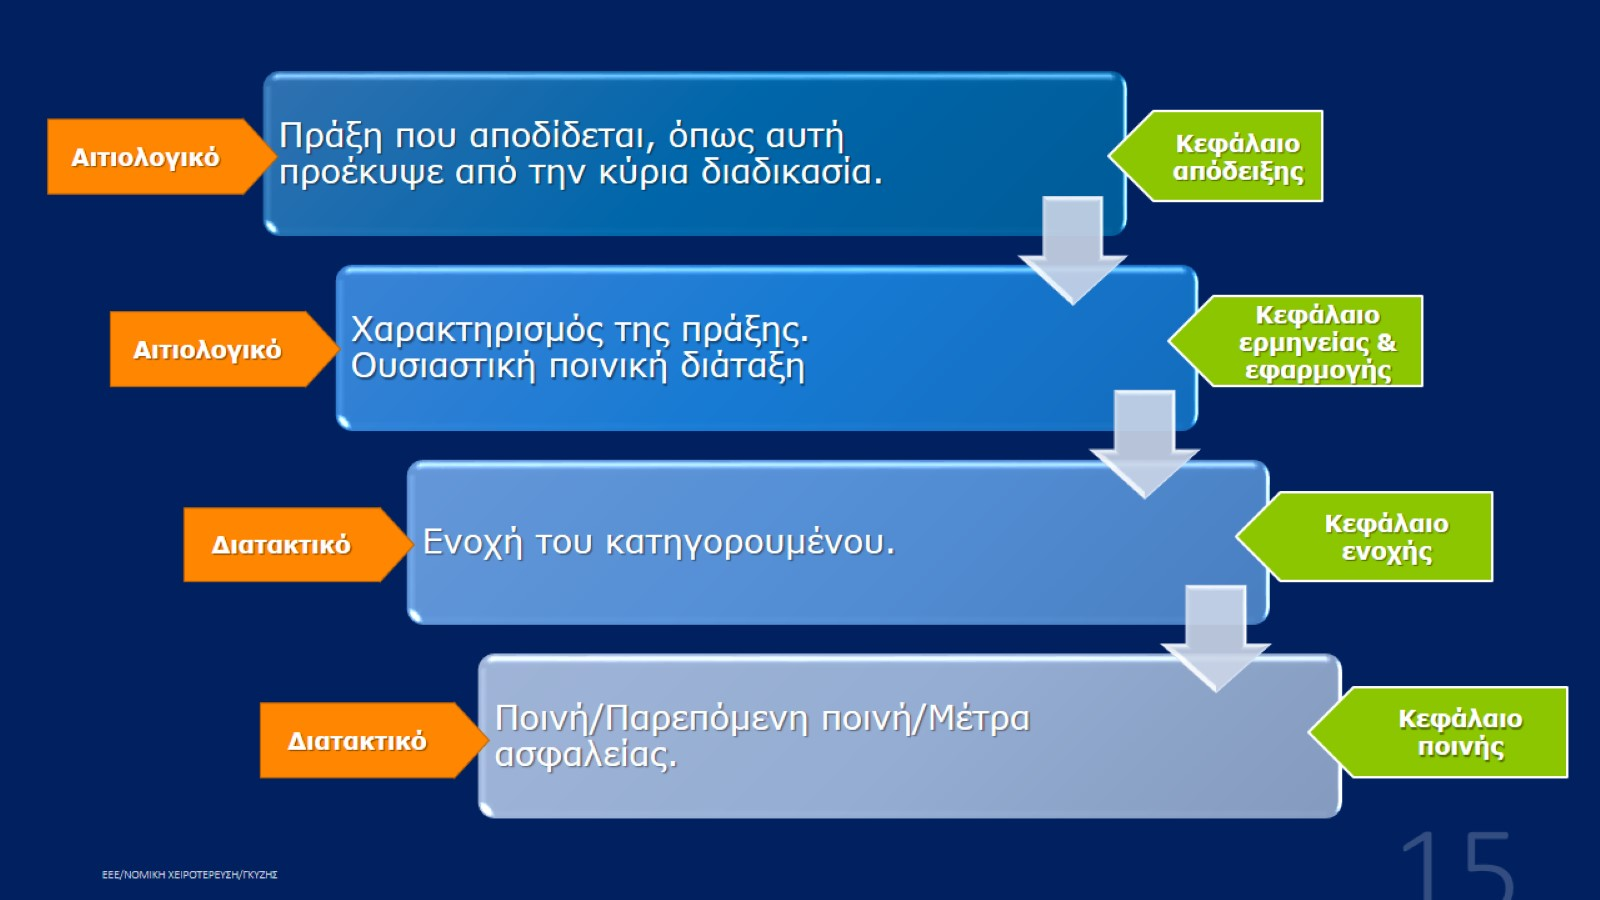 Αιτιολογικό
Πράξη που αποδίδεται, όπως αυτή
προέκυψε από την κύρια διαδικασία.
Κεφάλαιο
απόδειξης
Αιτιολογικό
Χαρακτηρισμός της πράξης.
Ουσιαστική ποινική διάταξη
Κεφάλαιο
ερμηνείας &
εφαρμογής
Διατακτικό
Ενοχή του κατηγορουμένου.
Κεφάλαιο
ενοχής
Διατακτικό
Ποινή/Παρεπόμενη ποινή/Μέτρα
ασφαλείας.
Κεφάλαιο
ποινής
ΕΕΕ/ΝΟΜΙΚΗ ΧΕΙΡΟΤΕΡΕΥΣΗ/ΓΚΥΖΗΣ
15